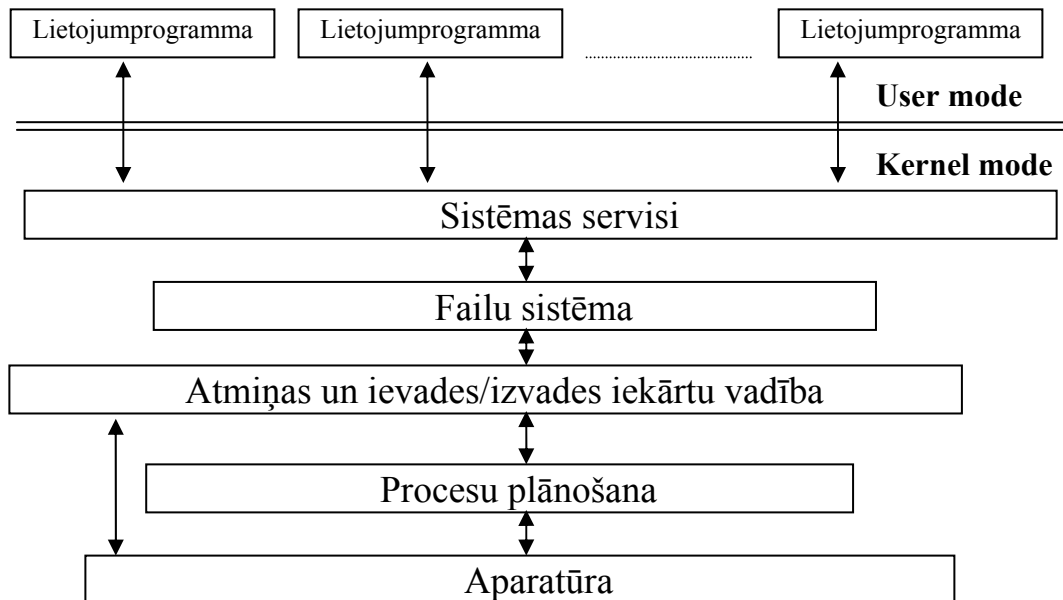 Lietojumprogramma
Lietojumprogramma
Lietojumprogramma
User mode
Kernel mode
Sistēmas servisi
Failu sistēma
Atmiņas un ievades/izvades iekārtu vadība
Procesu plānošana
Aparatūra